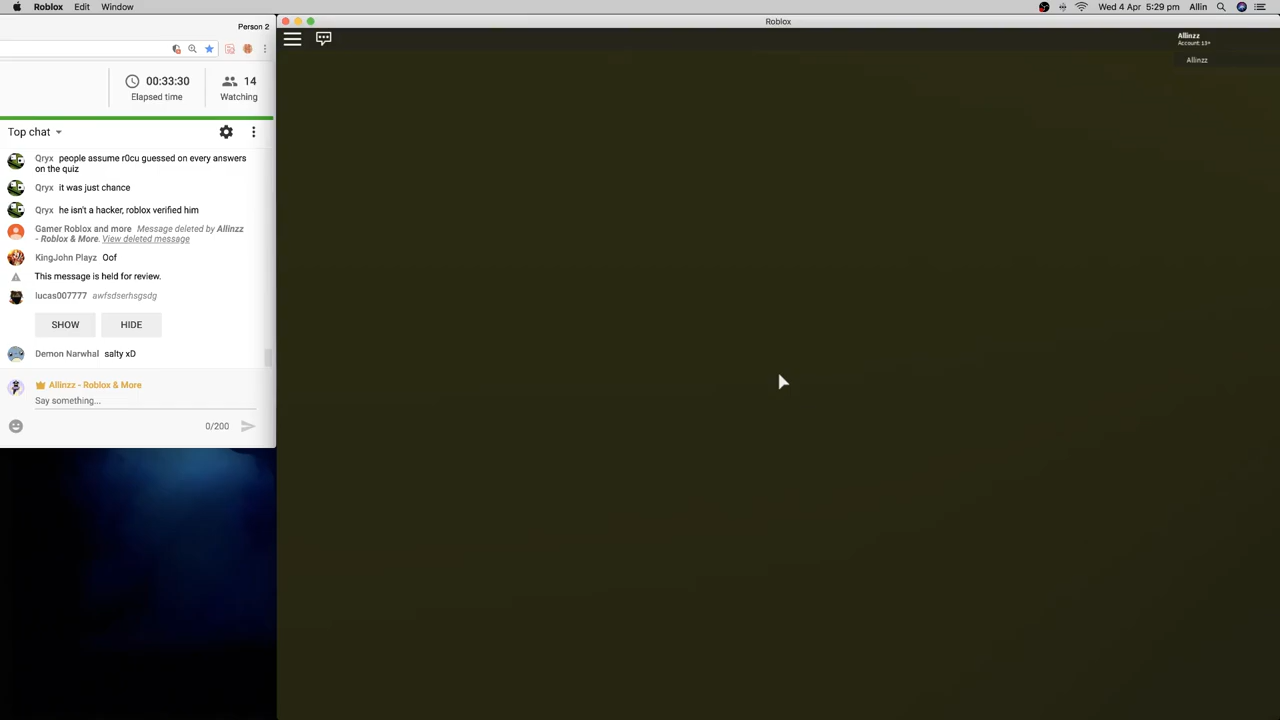 Roblox Edit Window
Wed 4 Apr 5:29 pm Allin
Person 2
Roblox
Allinzz
Account: 13+
Allinzz
00:33:30
Elapsed time
14
Watching
Top chat
Qryx people assume r0cu guessed on every answers
on the quiz
Qryx it was just chance
Qryx he isn't a hacker, roblox verified him
Gamer Roblox and more Message deleted by Allinzz
- Roblox & More. View deleted message
KingJohn Playz Oof
This message is held for review.
lucas007777 awfsdserhsgsdg
SHOW HIDE
Demon Narwhal salty xD
Allinzz - Roblox & More
Say something...
0/200